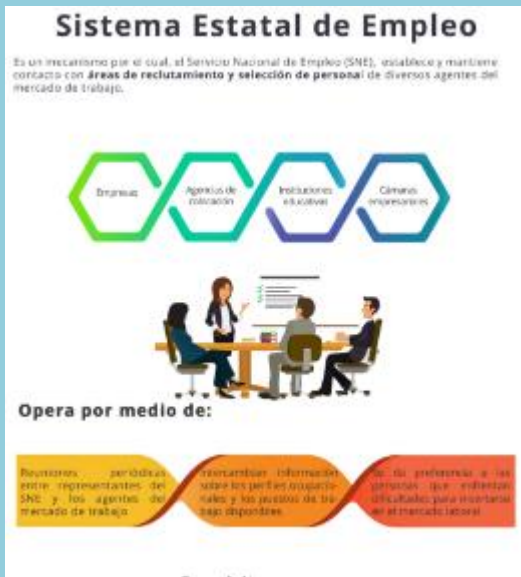 Sistema Estatal de Empleo
Es un mecanismo por el cual, el Servicio Nacional de Empleo (SNE), establece y mantiene
contacto con áreas de reclutamiento y selección de personal de diversos agentes del
mercado de trabajo.
Empresas
Agencias de
colocación
Instituciones
educativas
Cámaras
empresariales
Opera por medio de:
Reuniones periódicas
entre representantes del
SNE y los agentes del
mercado de trabajo
Intercambian información
sobre los perfiles ocupacio-
nales y los puestos de tra-
bajo disponibles
Se da preferencia a las
personas que enfrentan
dificultades para insertarse
en el mercado laboral